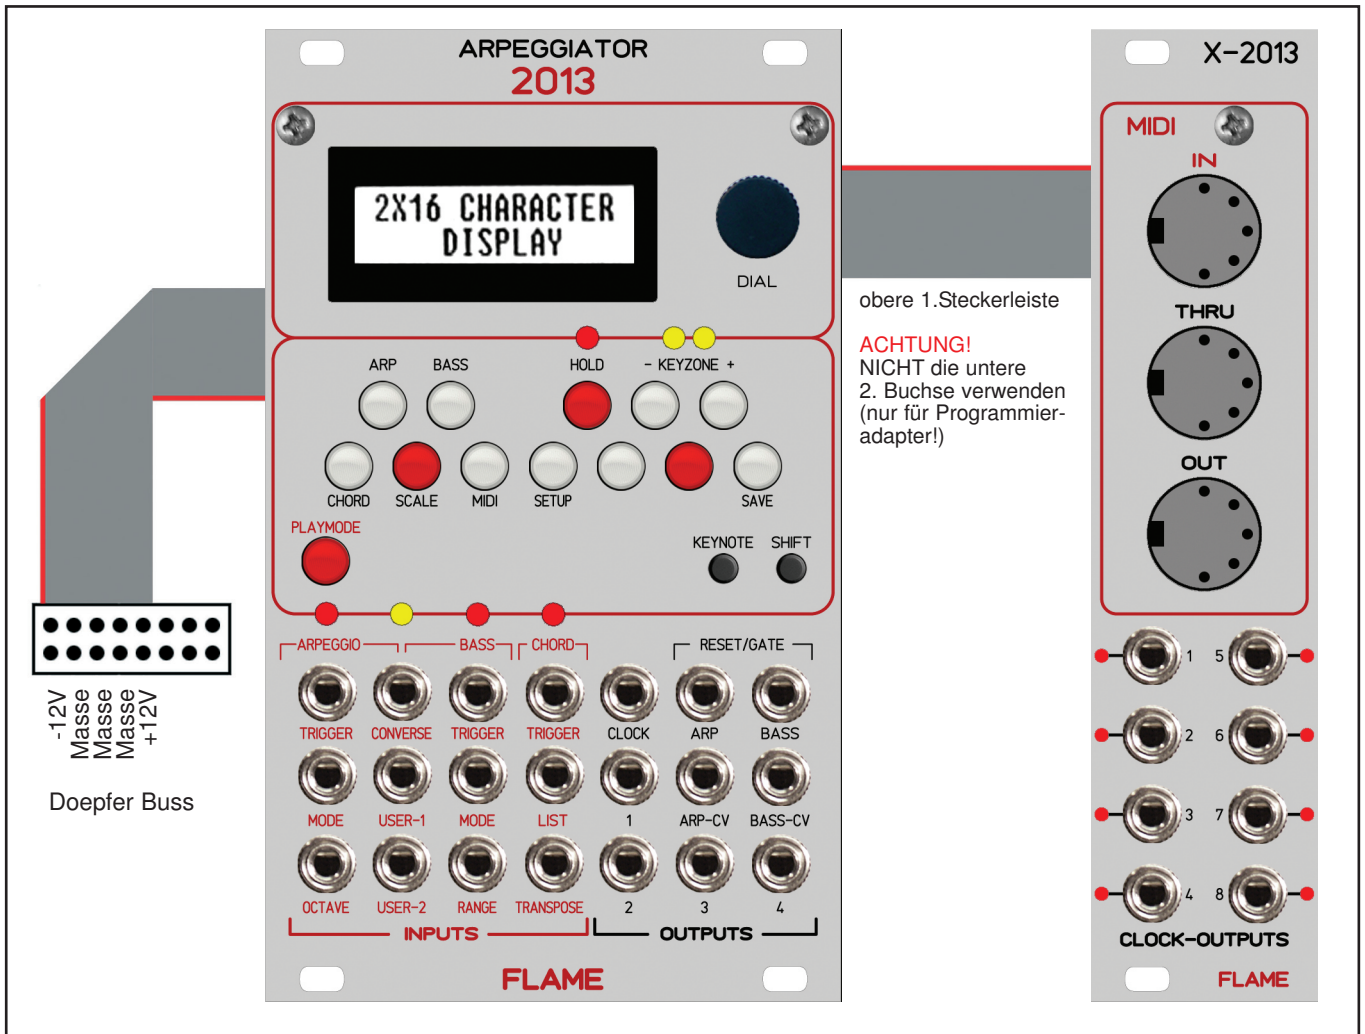 ARPEGGIATOR
2013
2X16 CHARACTER
DISPLAY
DIAL
ARP BASS HOLD - KEYZONE +
CHORD SCALE MIDI SETUP SAVE
PLAYMODE
KEYNOTE SHIFT
ARPEGGIO BASS CHORD RESET/GATE
TRIGGER CONVERSE TRIGGER TRIGGER CLOCK ARP BASS
MODE USER-1 MODE LIST 1 ARP-CV BASS-CV
OCTAVE USER-2 RANGE TRANSPOSE 2 3 4
INPUTS OUTPUTS
FLAME
-12V
Masse
Masse
Masse
+12V
Doepfer Buss
obere 1.Steckerleiste
ACHTUNG!
NICHT die untere
2. Buchse verwenden
(nur für Programmier-
adapter!)
X-2013
MIDI
IN
THRU
OUT
1 5
2 6
3 7
4 8
CLOCK-OUTPUTS
FLAME